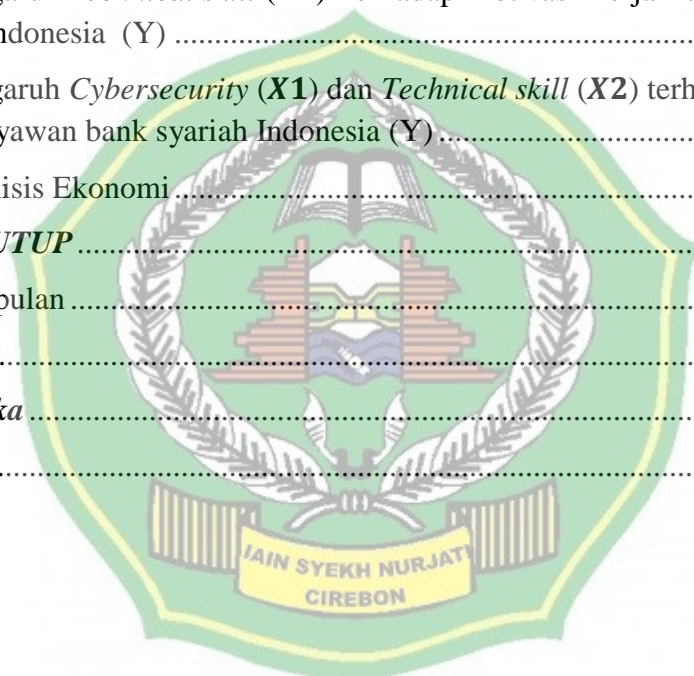 ndonesia (Y) ........................................................................
garuh Cybersecurity (X1) dan Technical skill (X2) terh
yawan bank syariah Indonesia (Y) ........................................
isis Ekonomi ........................................................................
UTUP ........................................................................
pulan ........................................................................
ka ........................................................................
IAIN SYEKH NURJATI
CIREBON